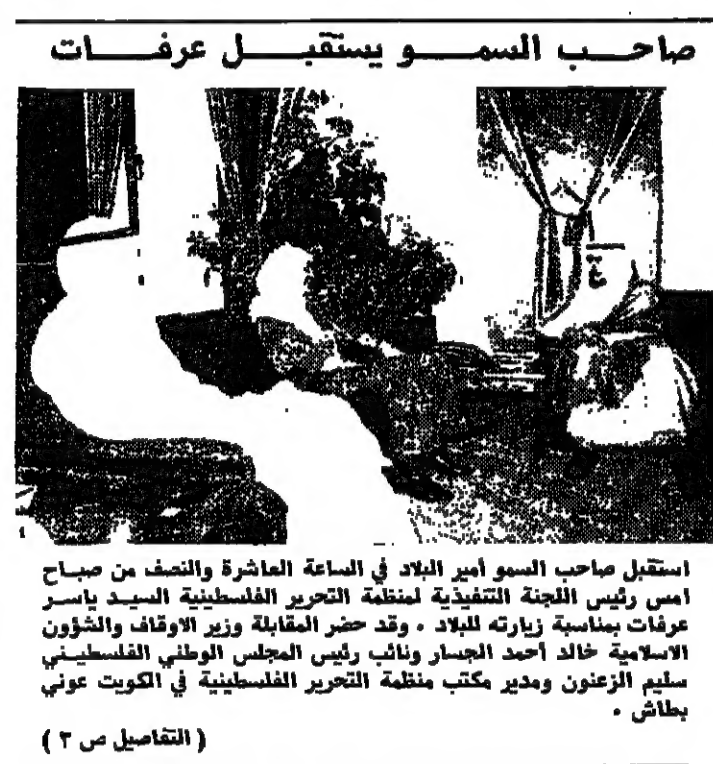 صاحب السمو يستقبل عرفات
استقبل صاحب السمو أمير البلاد في الساعة العاشرة والنصف من صباح
امس رئيس اللجنة التنفيذية لمنظمة التحرير الفلسطينية السيد ياسر
عرفات بمناسبة زيارته للبلاد . وقد حضر المقابلة وزير الاوقاف والشؤون
الاسلامية خالد أحمد الجسار ونائب رئيس المجلس الوطني الفلسطيني
سليم الزعنون ومدير مكتب منظمة التحرير الفلسطينية في الكويت عوني
بطاش .
( التفاصيل ص ٣ )